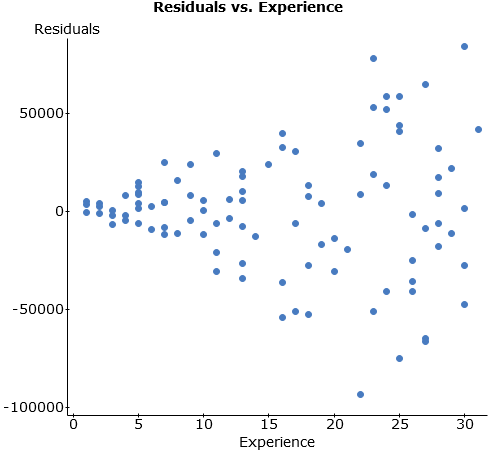 Residuals vs. Experience
Residuals
50000
0
-50000
-100000
0 5 10 15 20 25 30
Experience